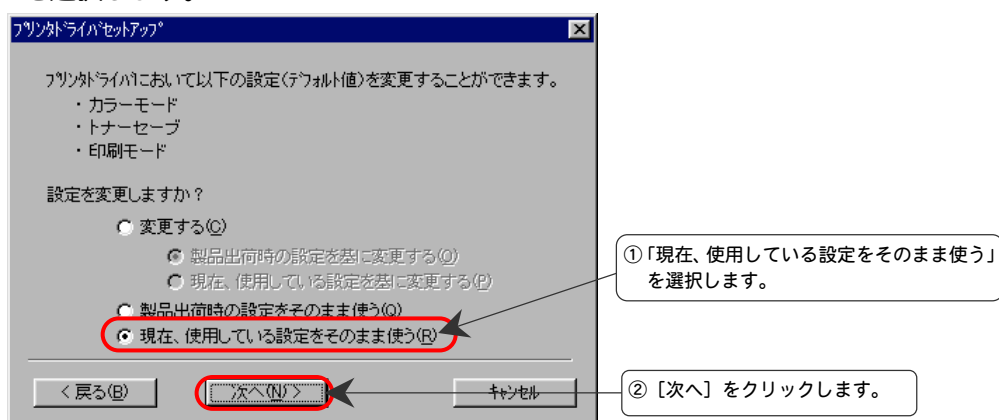 ﾌﾟﾘﾝﾀﾄﾞﾗｲﾊﾞｾｯﾄｱｯﾌﾟ
ﾌﾟﾘﾝﾀﾄﾞﾗｲﾊﾞにおいて以下の設定(ﾃﾞﾌｫﾙﾄ値)を変更することができます。
・カラーモード
・トナーセーブ
・印刷モード
設定を変更しますか？
変更する(C)
製品出荷時の設定を基に変更する(O)
現在、使用している設定を基に変更する(P)
製品出荷時の設定をそのまま使う(Q)
現在、使用している設定をそのまま使う(R)
①「現在、使用している設定をそのまま使う」
を選択します。
< 戻る(B)
次へ(N) >
ｷｬﾝｾﾙ
②［次へ］をクリックします。